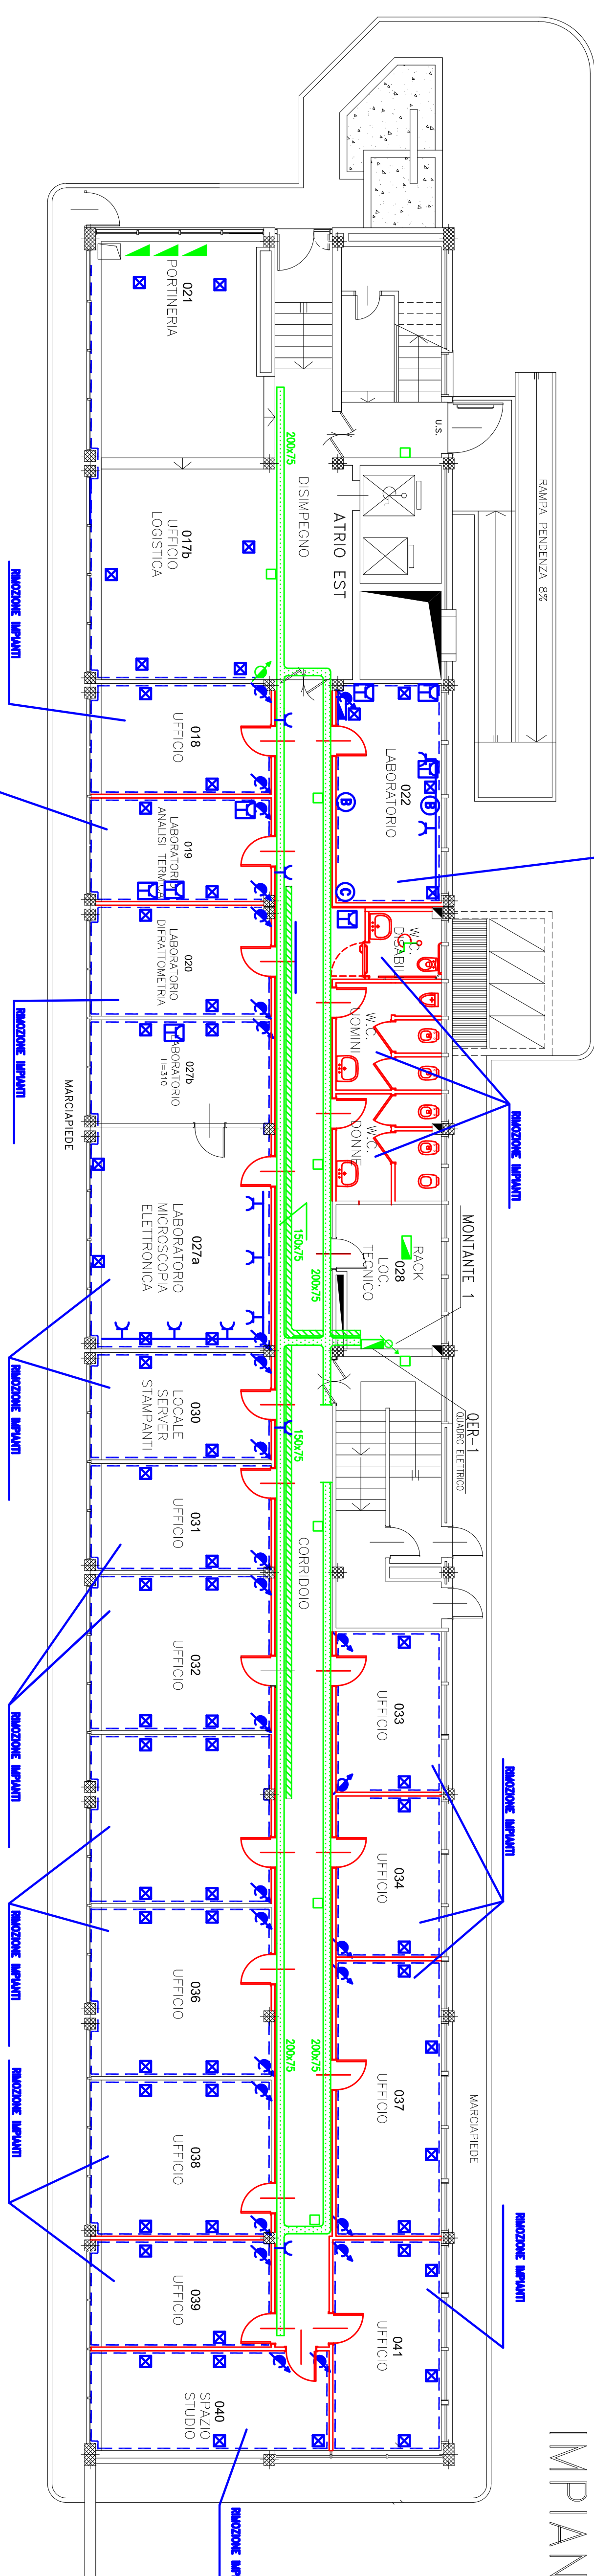 RAMPA PENDENZA 8%
U.S.
021
PORTINERIA
200x75
DISIMPEGNO
ATRIO EST
017b
UFFICIO
LOGISTICA
RIMOZIONE IMPIANTI
018
UFFICIO
022
LABORATORIO
B
B
C
019
LABORATORIO
ANALISI TERMICA
020
LABORATORIO
DIFRATTOMETRIA
RIMOZIONE IMPIANTI
027b
LABORATORIO
H=310
MARCIAPIEDE
W.C.
DISABILI
W.C.
UOMINI
W.C.
DONNE
RIMOZIONE IMPIANTI
027a
LABORATORIO
MICROSCOPIA
ELETTRONICA
150x75
200x75
RACK
028
LOC.
TECNICO
MONTANTE 1
QER-1
QUADRO ELETTRICO
RIMOZIONE IMPIANTI
030
LOCALE
SERVER
STAMPANTI
150x75
CORRIDOIO
031
UFFICIO
032
UFFICIO
RIMOZIONE IMPIANTI
033
UFFICIO
034
UFFICIO
RIMOZIONE IMPIANTI
RIMOZIONE IMPIANTI
036
UFFICIO
200x75
200x75
037
UFFICIO
MARCIAPIEDE
038
UFFICIO
RIMOZIONE IMPIANTI
039
UFFICIO
041
UFFICIO
RIMOZIONE IMPIANTI
040
SPAZIO
STUDIO
RIMOZIONE IMP
IMPIAN